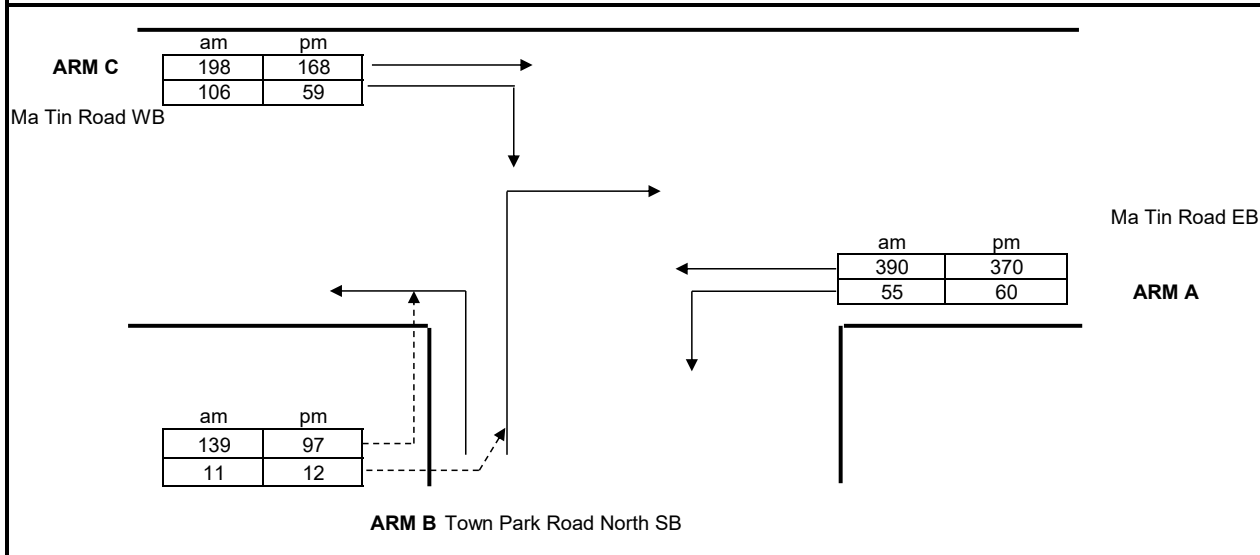 am pm
ARM C 198 168
106 59
Ma Tin Road WB
Ma Tin Road EB
am pm
390 370
55 60 ARM A
am pm
139 97
11 12
ARM B Town Park Road North SB